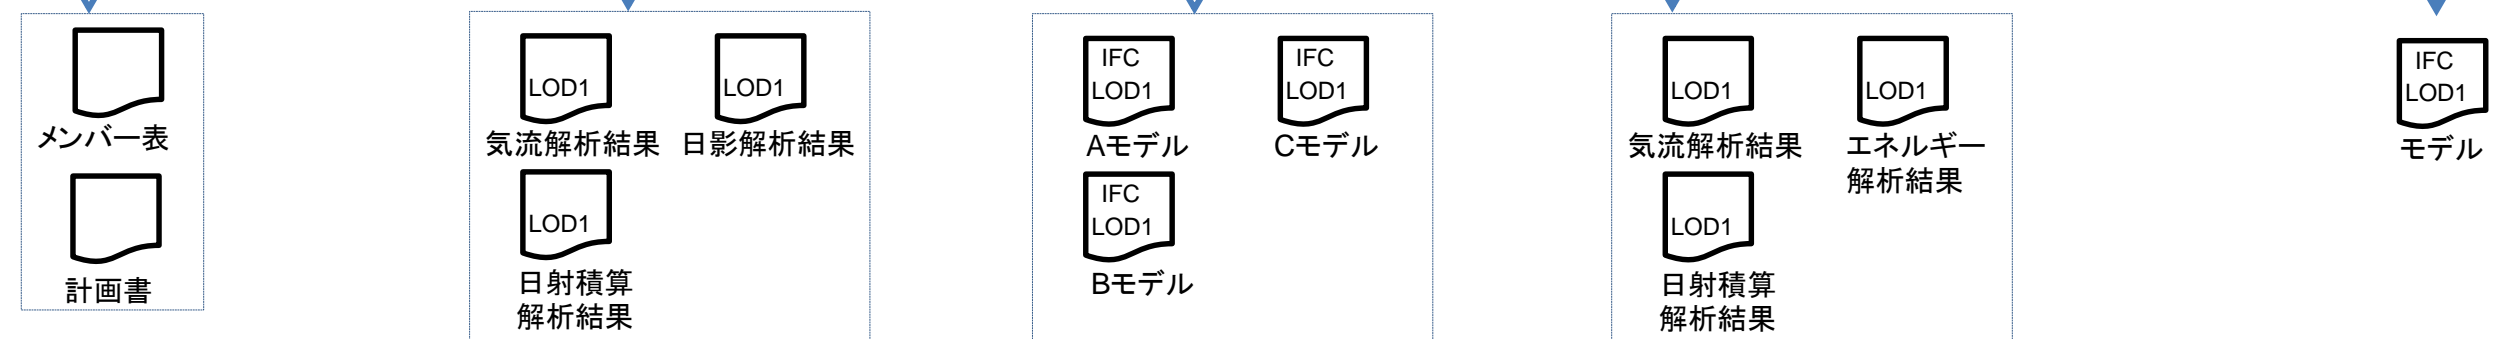 メンバー表
計画書
LOD1
気流解析結果
LOD1
日影解析結果
LOD1
日射積算
解析結果
IFC
LOD1
Aモデル
IFC
LOD1
Cモデル
IFC
LOD1
Bモデル
LOD1
気流解析結果
LOD1
エネルギー
解析結果
LOD1
日射積算
解析結果
IFC
LOD1
モデル